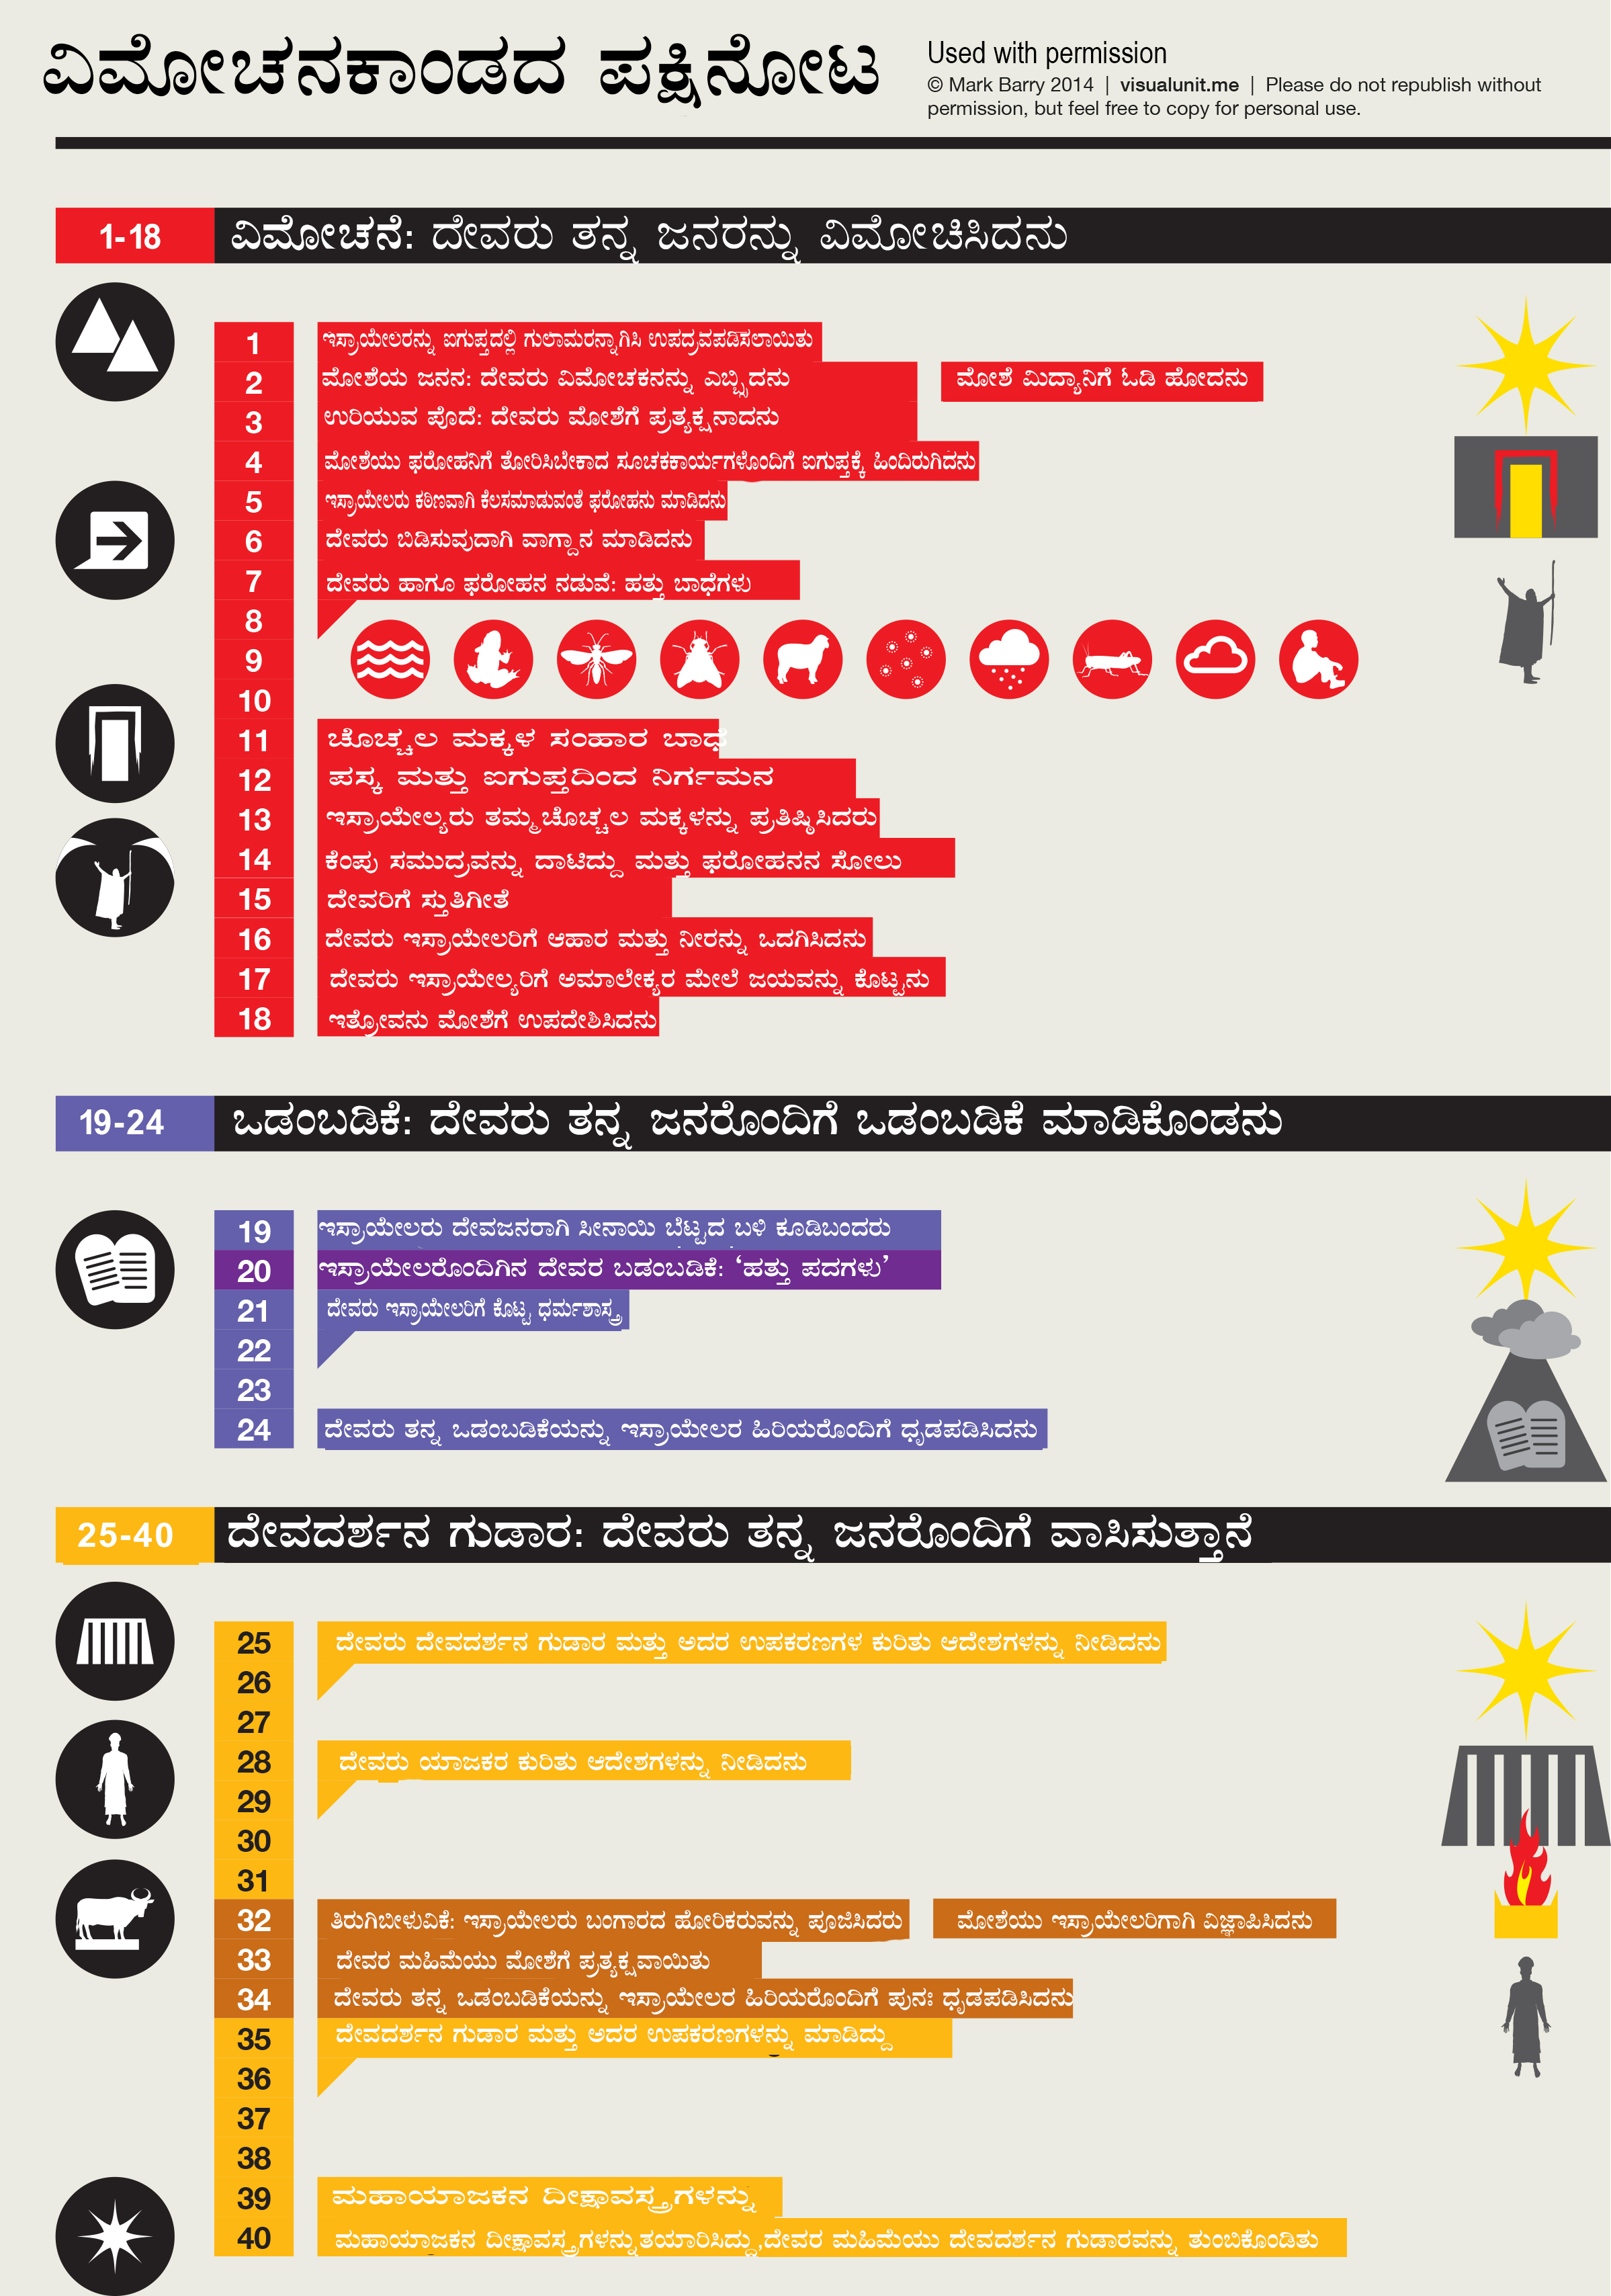 ವಿಮೋಚನಕಾಂಡದ ಪಕ್ಷಿನೋಟ
Used with permission
© Mark Barry 2014 | visualunit.me | Please do not republish without
permission, but feel free to copy for personal use.
1-18 ವಿಮೋಚನೆ: ದೇವರು ತನ್ನ ಜನರನ್ನು ವಿಮೋಚಿಸಿದನು
1 ಇಸ್ರಾಯೇಲರನ್ನು ಐಗುಪ್ತದಲ್ಲಿ ಗುಲಾಮರನ್ನಾಗಿಸಿ ಉಪದ್ರವಪಡಿಸಲಾಯಿತು
2 ಮೋಶೆಯ ಜನನ: ದೇವರು ವಿಮೋಚಕನನ್ನು ಎಬ್ಬಿಸಿದನು ಮೋಶೆ ಮಿದ್ಯಾನಿಗೆ ಓಡಿ ಹೋದನು
3 ಉರಿಯುವ ಪೊದೆ: ದೇವರು ಮೋಶೆಗೆ ಪ್ರತ್ಯಕ್ಷನಾದನು
4 ಮೋಶೆಯು ಫರೋಹನಿಗೆ ತೋರಿಸಿಬೇಕಾದ ಸೂಚಕಕಾರ್ಯಗಳೊಂದಿಗೆ ಐಗುಪ್ತಕ್ಕೆ ಹಿಂದಿರುಗಿದನು
5 ಇಸ್ರಾಯೇಲರು ಕಠಿಣವಾಗಿ ಕೆಲಸಮಾಡುವಂತೆ ಫರೋಹನು ಮಾಡಿದನು
6 ದೇವರು ಬಿಡಿಸುವುದಾಗಿ ವಾಗ್ದಾನ ಮಾಡಿದನು
7 ದೇವರು ಹಾಗೂ ಫರೋಹನ ನಡುವೆ: ಹತ್ತು ಬಾಧೆಗಳು
8
9
10
11 ಚೊಚ್ಚಲ ಮಕ್ಕಳ ಸಂಹಾರ ಬಾಧೆ
12 ಪಸ್ಕ ಮತ್ತು ಐಗುಪ್ತದಿಂದ ನಿರ್ಗಮನ
13 ಇಸ್ರಾಯೇಲ್ಯರು ತಮ್ಮ ಚೊಚ್ಚಲ ಮಕ್ಕಳನ್ನು ಪ್ರತಿಷ್ಠಿಸಿದರು
14 ಕೆಂಪು ಸಮುದ್ರವನ್ನು ದಾಟಿದ್ದು ಮತ್ತು ಫರೋಹನನ ಸೋಲು
15 ದೇವರಿಗೆ ಸ್ತುತಿಗೀತೆ
16 ದೇವರು ಇಸ್ರಾಯೇಲರಿಗೆ ಆಹಾರ ಮತ್ತು ನೀರನ್ನು ಒದಗಿಸಿದನು
17 ದೇವರು ಇಸ್ರಾಯೇಲ್ಯರಿಗೆ ಅಮಾಲೇಕ್ಯರ ಮೇಲೆ ಜಯವನ್ನು ಕೊಟ್ಟನು
18 ಇತ್ರೋವನು ಮೋಶೆಗೆ ಉಪದೇಶಿಸಿದನು
19-24 ಒಡಂಬಡಿಕೆ: ದೇವರು ತನ್ನ ಜನರೊಂದಿಗೆ ಒಡಂಬಡಿಕೆ ಮಾಡಿಕೊಂಡನು
19 ಇಸ್ರಾಯೇಲರು ದೇವಜನರಾಗಿ ಸೀನಾಯಿ ಬೆಟ್ಟದ ಬಳಿ ಕೂಡಿಬಂದರು
20 ಇಸ್ರಾಯೇಲರೊಂದಿಗಿನ ದೇವರ ಬಡಂಬಡಿಕೆ: ‘ಹತ್ತು ಪದಗಳು’
21 ದೇವರು ಇಸ್ರಾಯೇಲರಿಗೆ ಕೊಟ್ಟ ಧರ್ಮಶಾಸ್ತ್ರ
22
23
24 ದೇವರು ತನ್ನ ಒಡಂಬಡಿಕೆಯನ್ನು ಇಸ್ರಾಯೇಲರ ಹಿರಿಯರೊಂದಿಗೆ ಧೃಡಪಡಿಸಿದನು
25-40 ದೇವದರ್ಶನ ಗುಡಾರ: ದೇವರು ತನ್ನ ಜನರೊಂದಿಗೆ ವಾಸಿಸುತ್ತಾನೆ
25 ದೇವರು ದೇವದರ್ಶನ ಗುಡಾರ ಮತ್ತು ಅದರ ಉಪಕರಣಗಳ ಕುರಿತು ಆದೇಶಗಳನ್ನು ನೀಡಿದನು
26
27
28 ದೇವರು ಯಾಜಕರ ಕುರಿತು ಆದೇಶಗಳನ್ನು ನೀಡಿದನು
29
30
31
32 ತಿರುಗಿಬೀಳುವಿಕೆ: ಇಸ್ರಾಯೇಲರು ಬಂಗಾರದ ಹೋರಿಕರುವನ್ನು ಪೂಜಿಸಿದರು ಮೋಶೆಯು ಇಸ್ರಾಯೇಲರಿಗಾಗಿ ವಿಜ್ಞಾಪಿಸಿದನು
33 ದೇವರ ಮಹಿಮೆಯು ಮೋಶೆಗೆ ಪ್ರತ್ಯಕ್ಷವಾಯಿತು
34 ದೇವರು ತನ್ನ ಒಡಂಬಡಿಕೆಯನ್ನು ಇಸ್ರಾಯೇಲರ ಹಿರಿಯರೊಂದಿಗೆ ಪುನಃ ಧೃಡಪಡಿಸಿದನು
35 ದೇವದರ್ಶನ ಗುಡಾರ ಮತ್ತು ಅದರ ಉಪಕರಣಗಳನ್ನು ಮಾಡಿದ್ದು
36
37
38
39 ಮಹಾಯಾಜಕನ ದೀಕ್ಷಾವಸ್ತ್ರಗಳನ್ನು
40 ಮಹಾಯಾಜಕನ ದೀಕ್ಷಾವಸ್ತ್ರಗಳನ್ನು ತಯಾರಿಸಿದ್ದು, ದೇವರ ಮಹಿಮೆಯು ದೇವದರ್ಶನ ಗುಡಾರವನ್ನು ತುಂಬಿಕೊಂಡಿತು